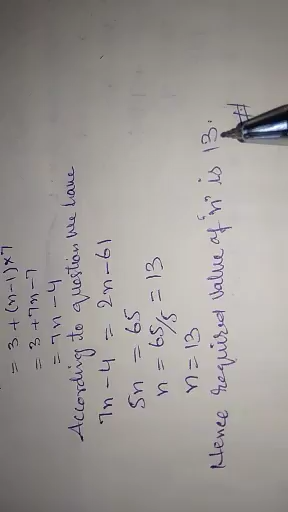 = 3 + (n-1)×7
= 3 + 7n - 7
= 7n - 4
According to question we have
7n - 4 = 2n - 61
5n = 65
n = 65/5 = 13
n = 13
Hence required value of "n" is 13.